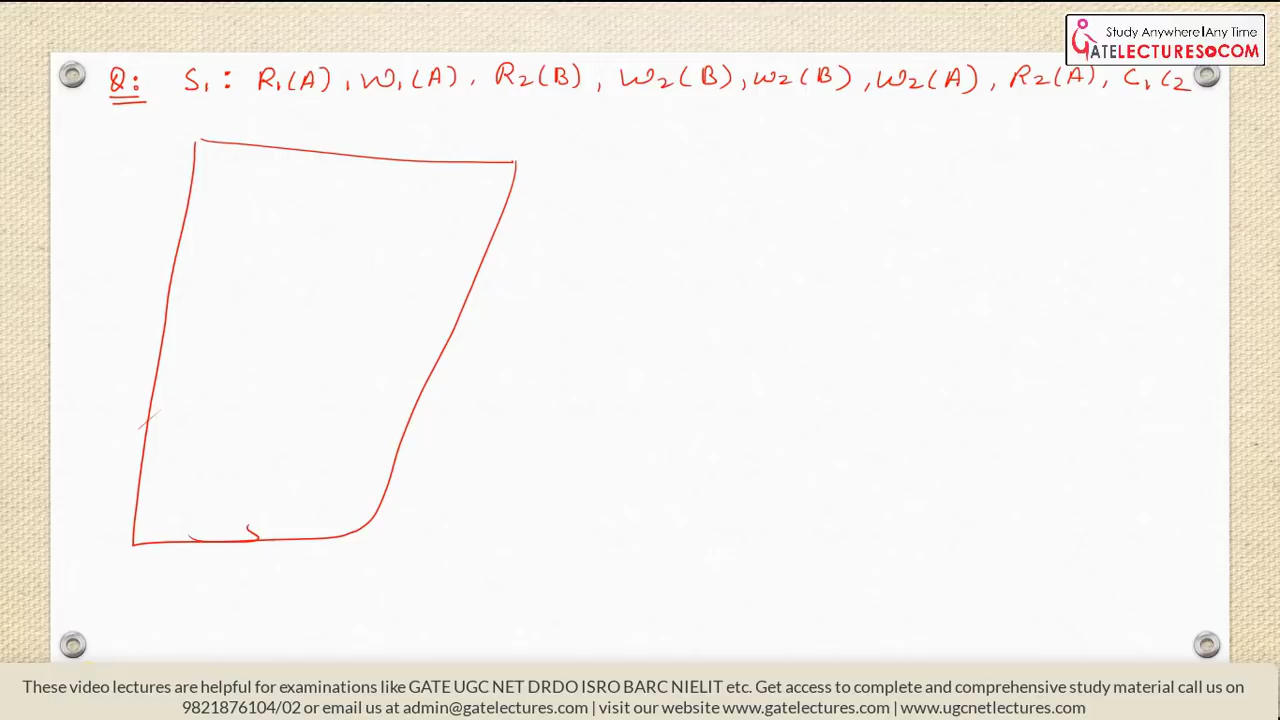 Study Anywhere|Any Time
GATELECTURES.COM
Q: S1 : R1(A), W1(A), R2(B), W2(B), W2(B), W2(A), R2(A), C1 C2
These video lectures are helpful for examinations like GATE UGC NET DRDO ISRO BARC NIELIT etc. Get access to complete and comprehensive study material call us on
9821876104/02 or email us at admin@gatelectures.com | visit our website www.gatelectures.com | www.ugcnetlectures.com